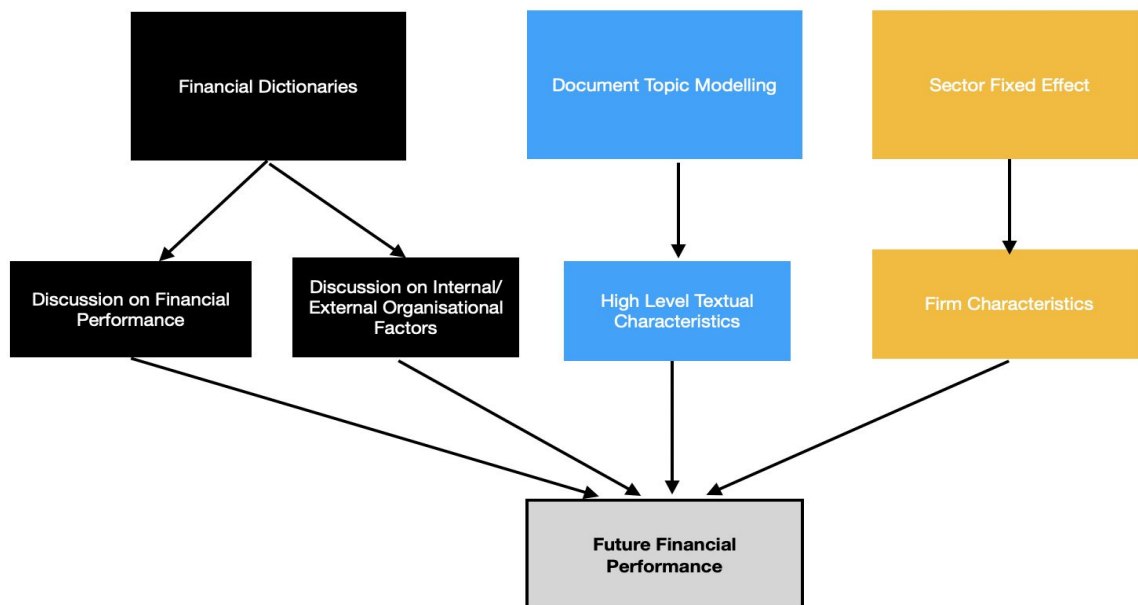 Financial Dictionaries
Document Topic Modelling
Sector Fixed Effect
Discussion on Financial
Performance
Discussion on Internal/
External Organisational
Factors
High Level Textual
Characteristics
Firm Characteristics
Future Financial
Performance